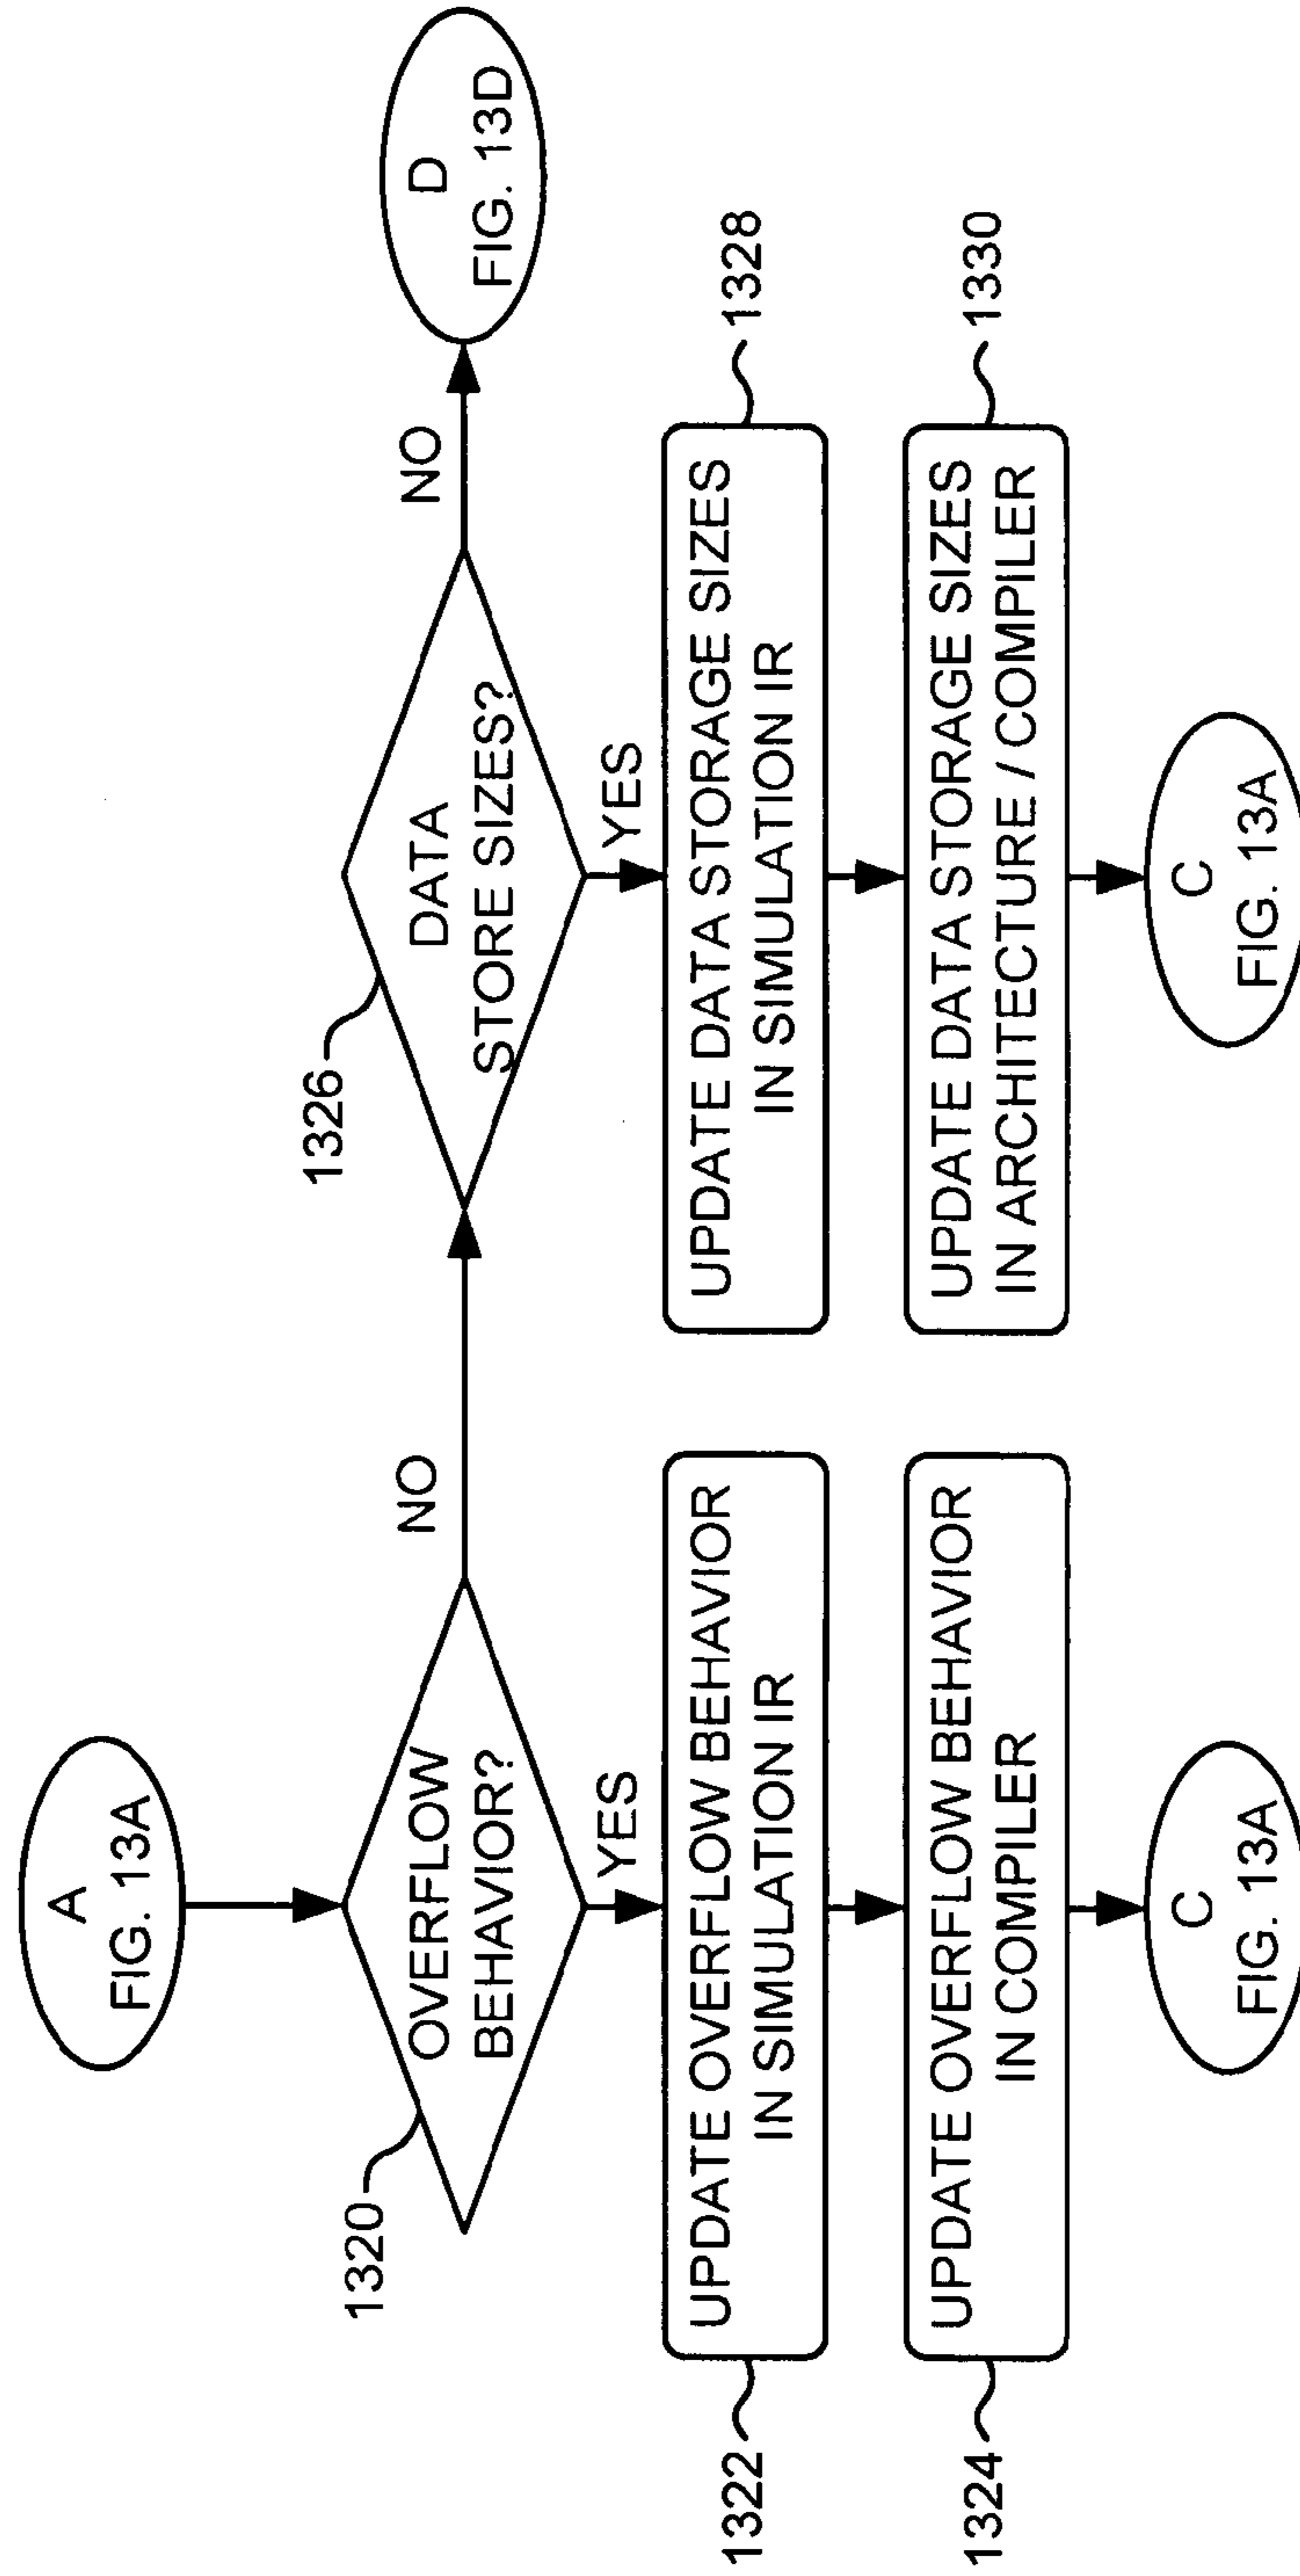 A
FIG. 13A
1320
OVERFLOW
BEHAVIOR?
NO
YES
1322
UPDATE OVERFLOW BEHAVIOR
IN SIMULATION IR
1324
UPDATE OVERFLOW BEHAVIOR
IN COMPILER
C
FIG. 13A
1326
DATA
STORE SIZES?
NO
D
FIG. 13D
YES
UPDATE DATA STORAGE SIZES
IN SIMULATION IR
1328
UPDATE DATA STORAGE SIZES
IN ARCHITECTURE / COMPILER
1330
C
FIG. 13A